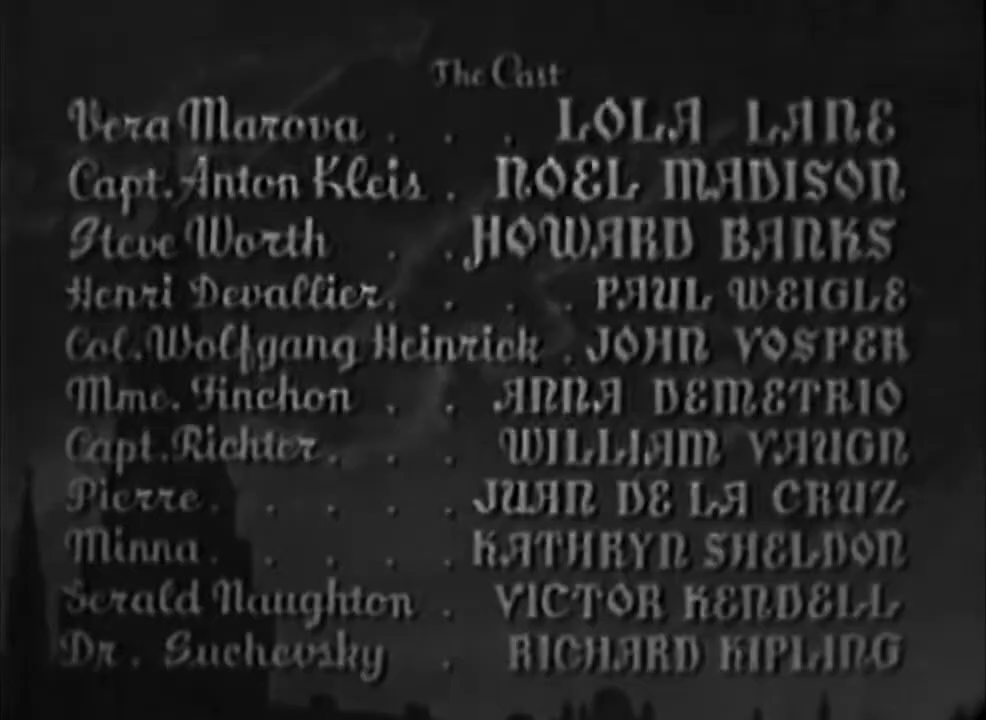 The Cast
Vera Marova . . . LOLA LANE
Capt. Anton Kleis . NOEL MADISON
Steve Worth . . HOWARD BANKS
Henri Devallier . . . . PAUL WEIGLE
Col. Wolfgang Heinrick . JOHN VOSPER
Mme. Finchon . . ANNA DEMETRIO
Capt. Richter . . . WILLIAM VAUGN
Pierre . . . . . JUAN DE LA CRUZ
Minna . . . . . KATHRYN SHELDON
Gerald Naughton . VICTOR KENDELL
Dr. Suchevsky . RICHARD KIPLING